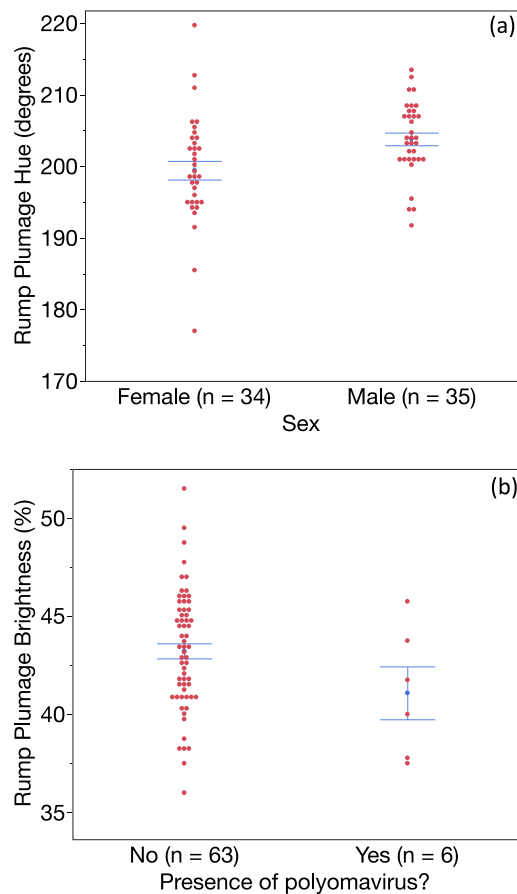 (a)
Rump Plumage Hue (degrees)
220
210
200
190
180
170
Female (n = 34)
Male (n = 35)
Sex
(b)
Rump Plumage Brightness (%)
50
45
40
35
No (n = 63)
Yes (n = 6)
Presence of polyomavirus?